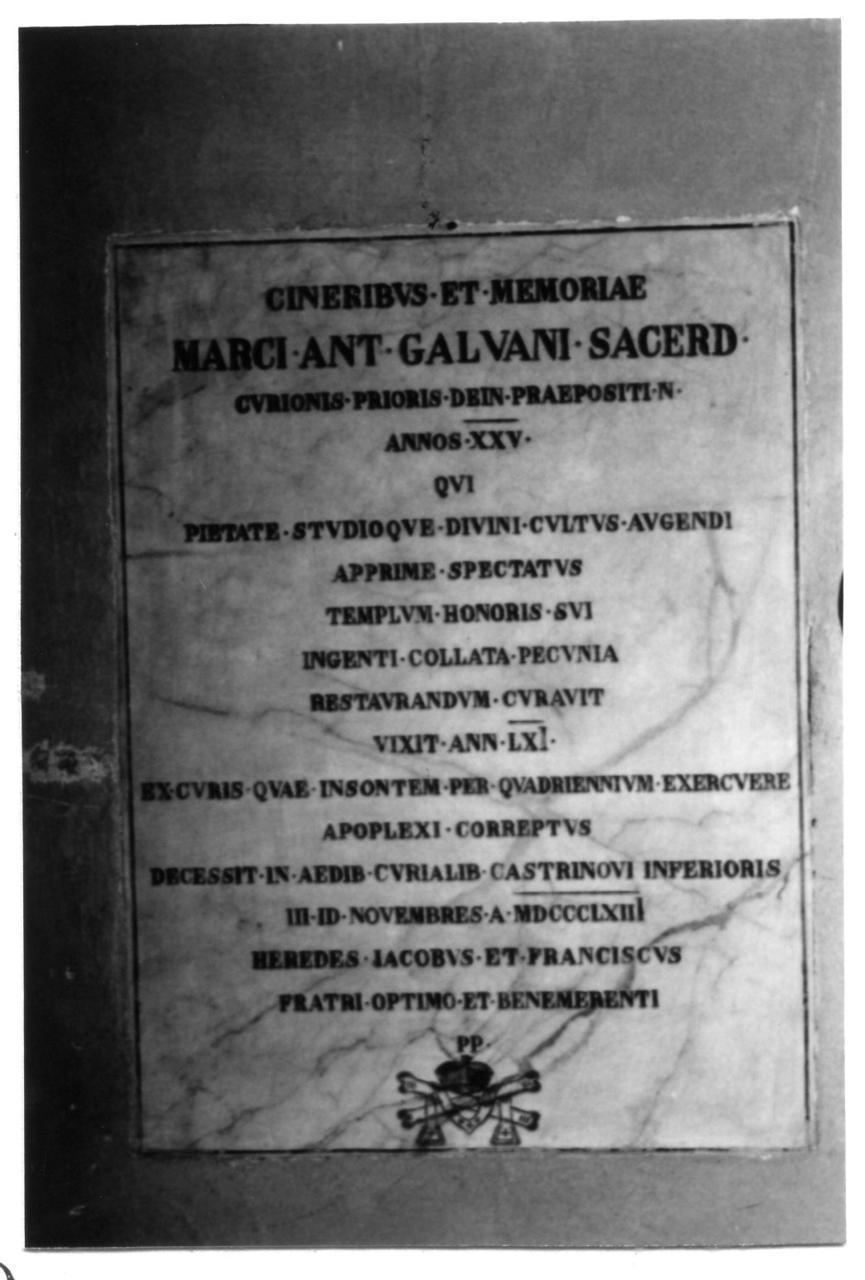 CINERIBVS·ET·MEMORIAE
MARCI·ANT·GALVANI·SACERD·
CVRIONIS·PRIORIS·DEIN·PRAEPOSITI·N·
ANNOS·XXV·
QVI
PIETATE·STVDIOQVE·DIVINI·CVLTVS·AVGENDI
APPRIME·SPECTATVS
TEMPLVM·HONORIS·SVI
INGENTI·COLLATA·PECVNIA
RESTAVRANDVM·CVRAVIT
VIXIT·ANN·LXI·
EX·CVRIS·QVAE·INSONTEM·PER·QVADRIENNIVM·EXERCVERE
APOPLEXI·CORREPTVS
DECESSIT·IN·AEDIB·CVRIALIB·CASTRINOVI INFERIORIS
III·ID·NOVEMBRES·A·MDCCCLXIII
HEREDES·IACOBVS·ET·FRANCISCVS
FRATRI·OPTIMO·ET·BENEMERENTI
PP·